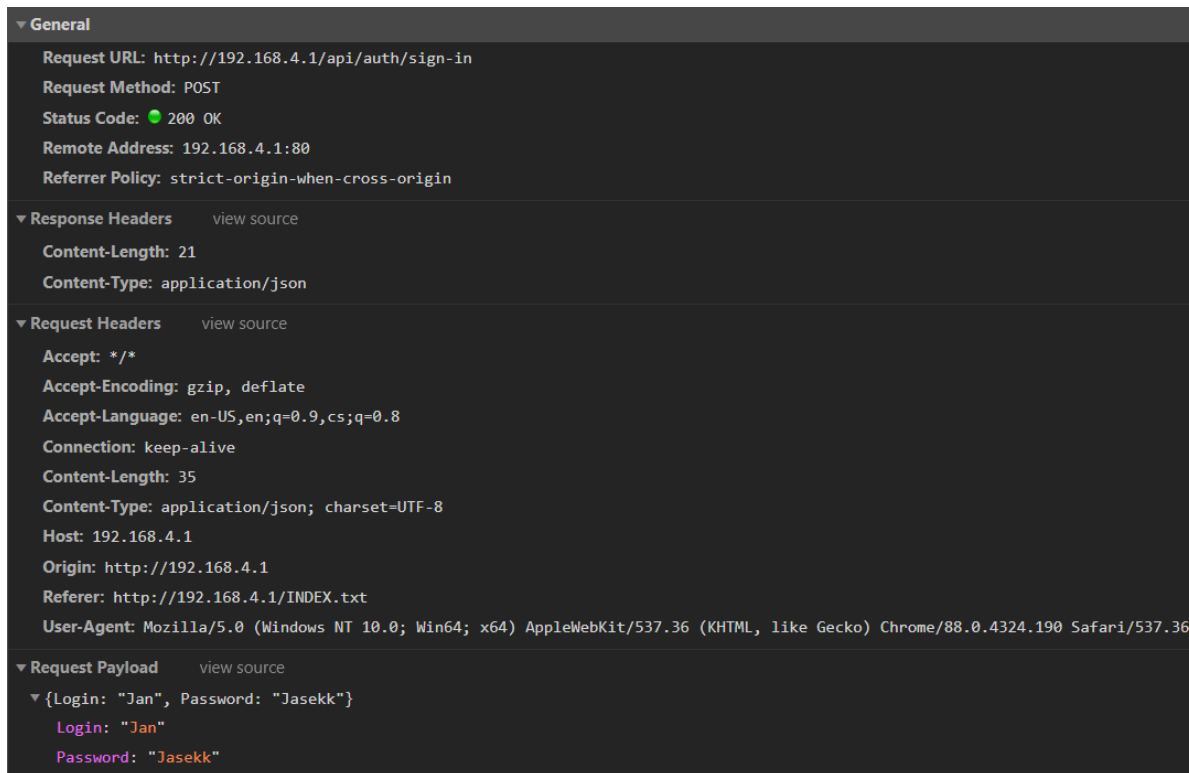 General
Request URL: http://192.168.4.1/api/auth/sign-in
Request Method: POST
Status Code: 200 OK
Remote Address: 192.168.4.1:80
Referrer Policy: strict-origin-when-cross-origin
Response Headers view source
Content-Length: 21
Content-Type: application/json
Request Headers view source
Accept: */*
Accept-Encoding: gzip, deflate
Accept-Language: en-US,en;q=0.9,cs;q=0.8
Connection: keep-alive
Content-Length: 35
Content-Type: application/json; charset=UTF-8
Host: 192.168.4.1
Origin: http://192.168.4.1
Referer: http://192.168.4.1/INDEX.txt
User-Agent: Mozilla/5.0 (Windows NT 10.0; Win64; x64) AppleWebKit/537.36 (KHTML, like Gecko) Chrome/88.0.4324.190 Safari/537.36
Request Payload view source
{Login: "Jan", Password: "Jasekk"}
Login: "Jan"
Password: "Jasekk"